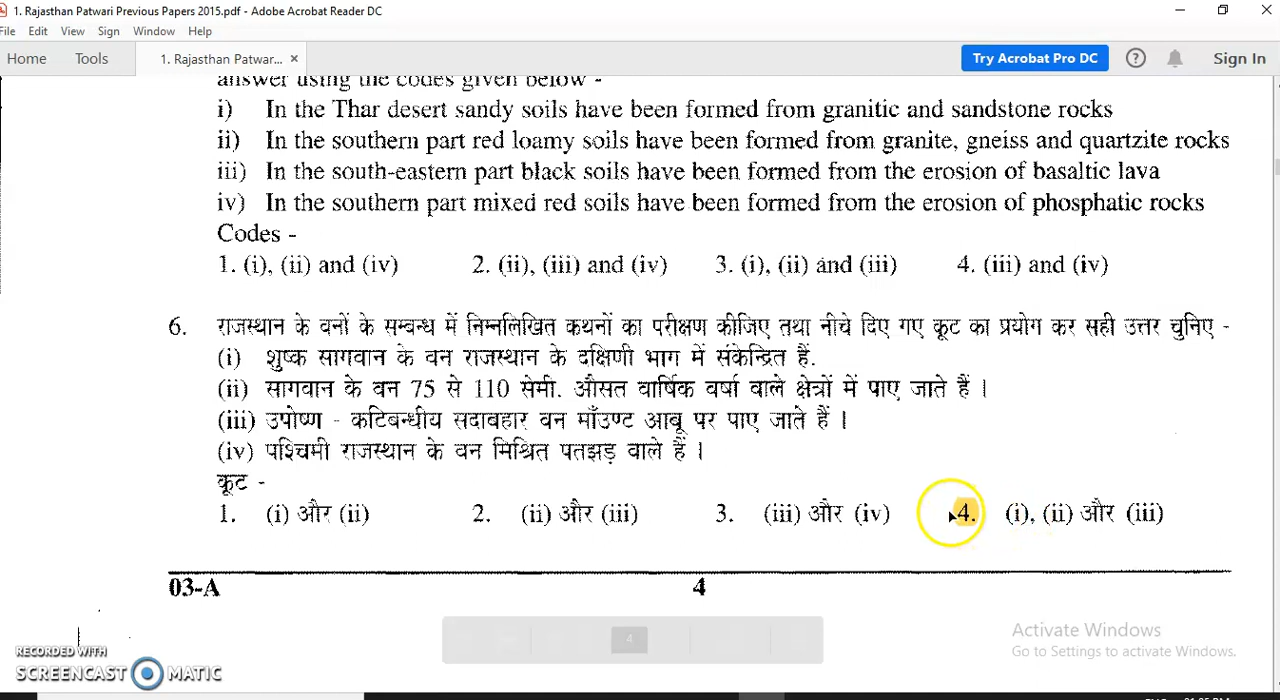 1. Rajasthan Patwari Previous Papers 2015.pdf - Adobe Acrobat Reader DC
File Edit View Sign Window Help
Home Tools 1. Rajasthan Patwar... × Try Acrobat Pro DC ? Sign In
answer using the codes given below -
i) In the Thar desert sandy soils have been formed from granitic and sandstone rocks
ii) In the southern part red loamy soils have been formed from granite, gneiss and quartzite rocks
iii) In the south-eastern part black soils have been formed from the erosion of basaltic lava
iv) In the southern part mixed red soils have been formed from the erosion of phosphatic rocks
Codes -
1. (i), (ii) and (iv) 2. (ii), (iii) and (iv) 3. (i), (ii) and (iii) 4. (iii) and (iv)
6. राजस्थान के वनों के सम्बन्ध में निम्नलिखित कथनों का परीक्षण कीजिए तथा नीचे दिए गए कूट का प्रयोग कर सही उत्तर चुनिए -
(i) शुष्क सागवान के वन राजस्थान के दक्षिणी भाग में संकेन्द्रित हैं.
(ii) सागवान के वन 75 से 110 सेमी. औसत वार्षिक वर्षा वाले क्षेत्रों में पाए जाते हैं ।
(iii) उपोष्ण - कटिबन्धीय सदाबहार वन माँउण्ट आबू पर पाए जाते हैं ।
(iv) पश्चिमी राजस्थान के वन मिश्रित पतझड़ वाले हैं ।
कूट -
1. (i) और (ii) 2. (ii) और (iii) 3. (iii) और (iv) 4. (i), (ii) और (iii)
03-A 4
4
Activate Windows
Go to Settings to activate Windows.
RECORDED WITH
SCREENCAST MATIC